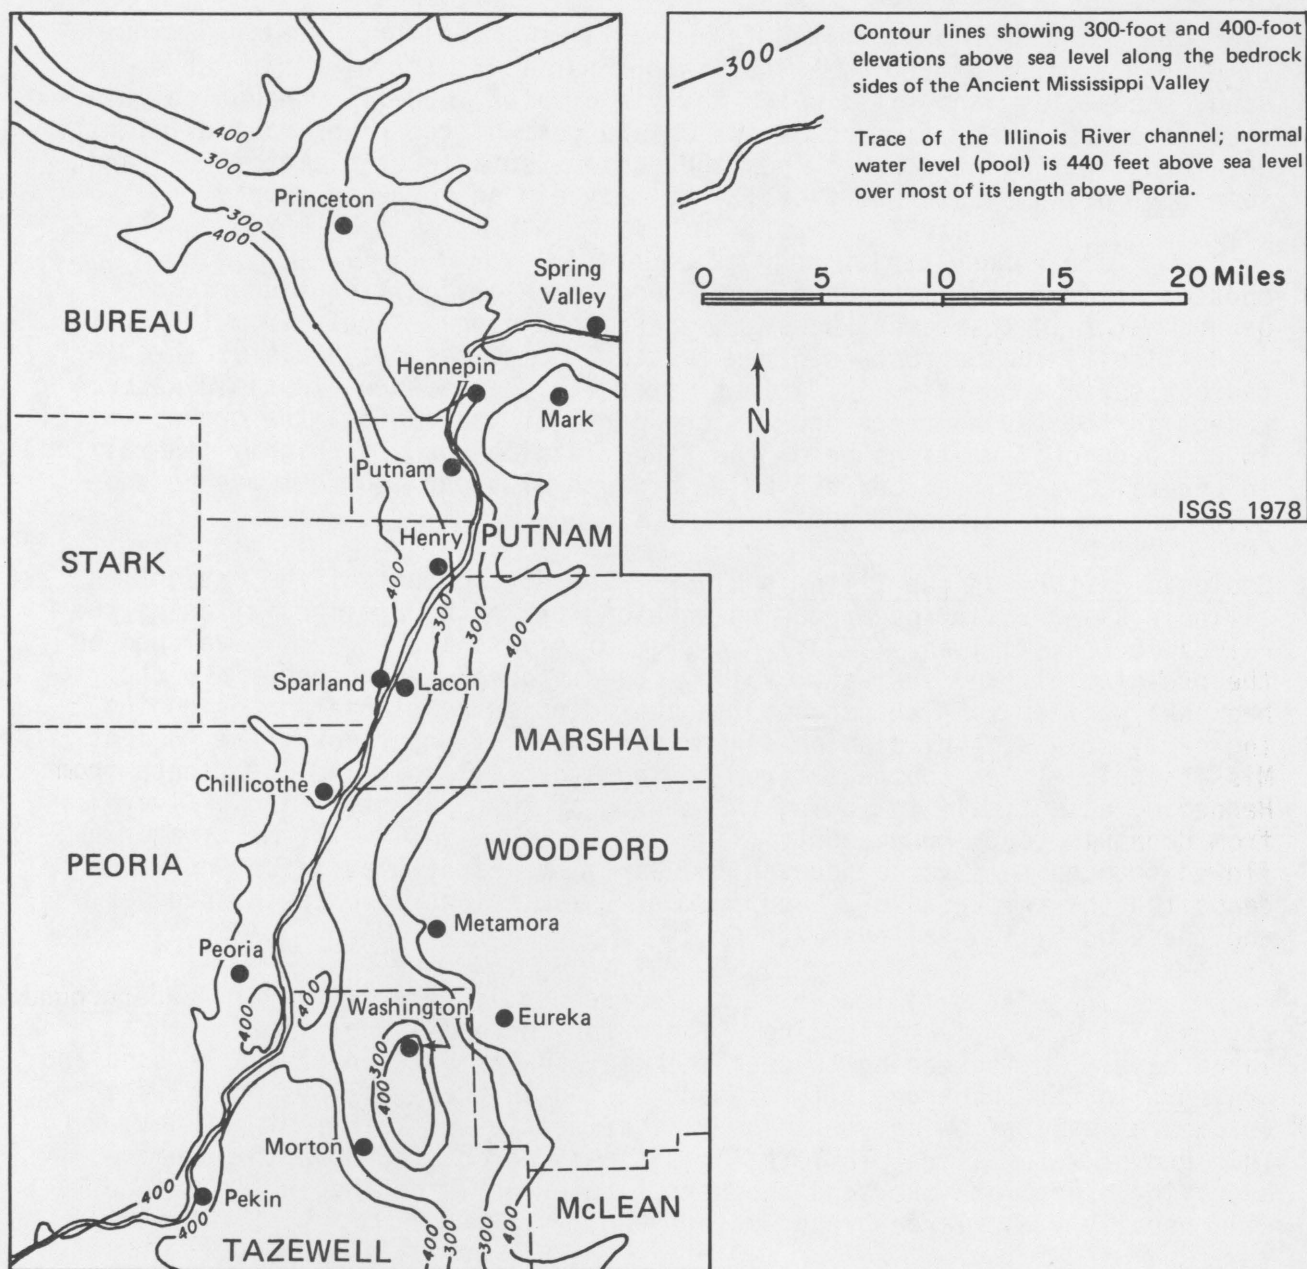 300
Contour lines showing 300-foot and 400-foot
elevations above sea level along the bedrock
sides of the Ancient Mississippi Valley
Trace of the Illinois River channel; normal
water level (pool) is 440 feet above sea level
over most of its length above Peoria.
0 5 10 15 20 Miles
N
ISGS 1978
400
300
Princeton
300
400
Spring
Valley
BUREAU
Hennepin
Mark
Putnam
PUTNAM
STARK
Henry
400
300
300
400
Sparland
Lacon
MARSHALL
Chillicothe
WOODFORD
PEORIA
Metamora
Peoria
400
400
Washington
Eureka
300
400
Morton
400
Pekin
400
McLEAN
TAZEWELL
400
300
300
400